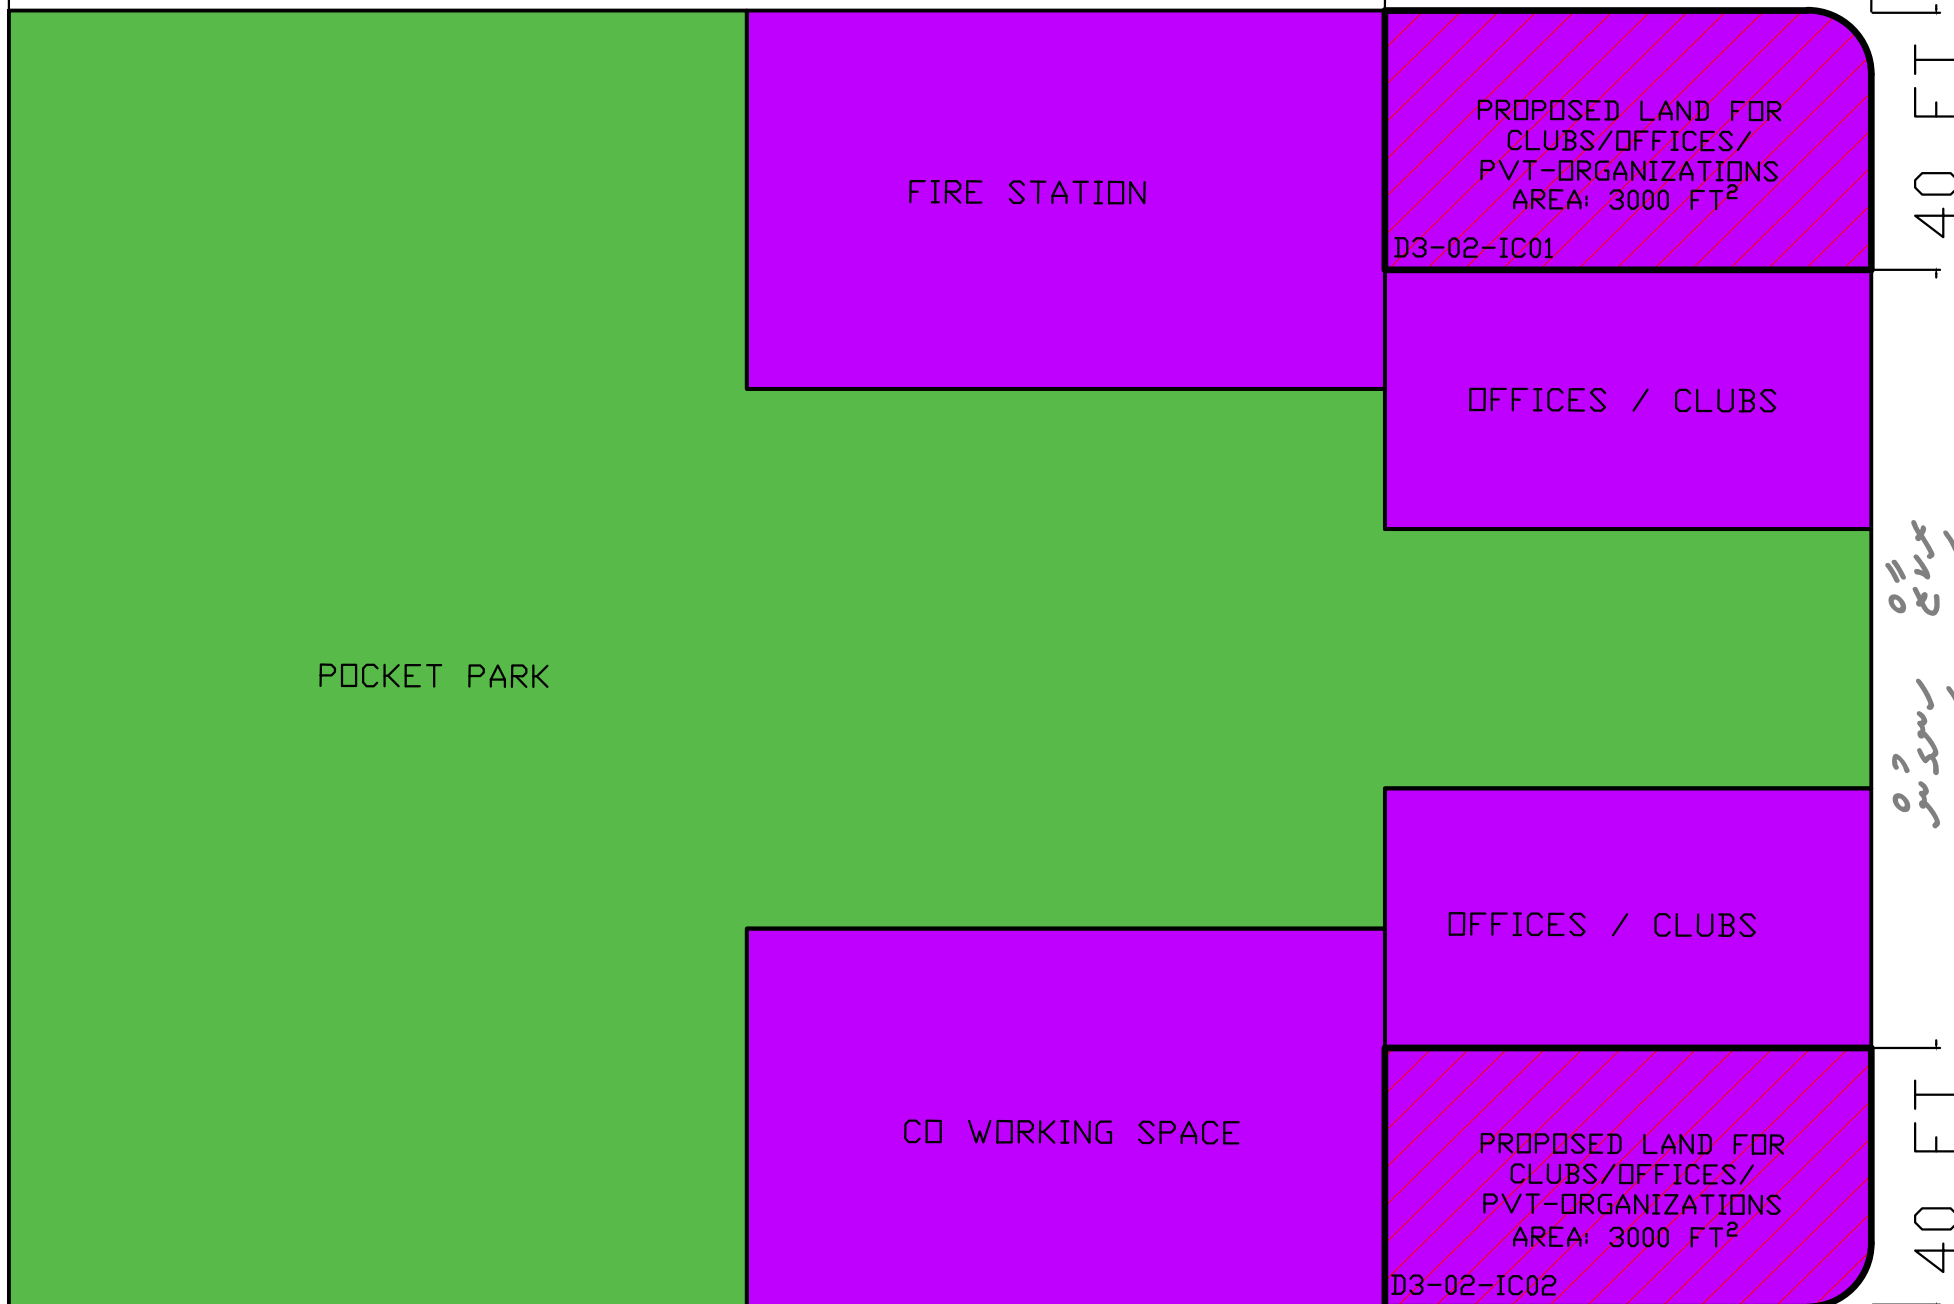 PROPOSED LAND FOR
CLUBS/OFFICES/
PVT-ORGANIZATIONS
AREA: 3000 FT²
D3-02-IC01
40 FT
FIRE STATION
OFFICES / CLUBS
POCKET PARK
OFFICES / CLUBS
CO WORKING SPACE
PROPOSED LAND FOR
CLUBS/OFFICES/
PVT-ORGANIZATIONS
AREA: 3000 FT²
D3-02-IC02
40 FT